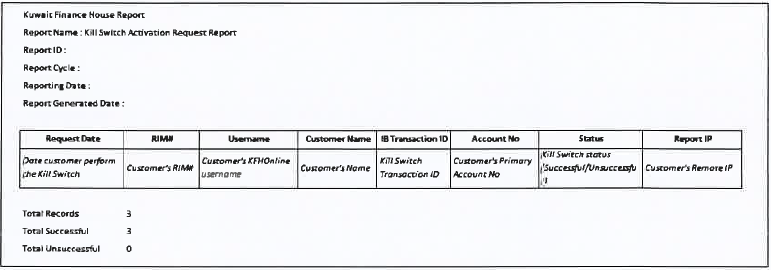 Kuwait Finance House Report
Report Name : Kill Switch Activation Request Report
Report ID :
Report Cycle :
Reporting Date :
Report Generated Date :
Request Date RIM# Username Customer Name IB Transaction ID Account No Status Report IP
(Date customer perform the Kill Switch Customer's RIM# Customer's KFHOnline username Customer's Name Kill Switch Transaction ID Customer's Primary Account No (Kill Switch status (Successful/Unsuccessfu l) Customer's Remote IP
Total Records 3
Total Successful 3
Total Unsuccessful 0